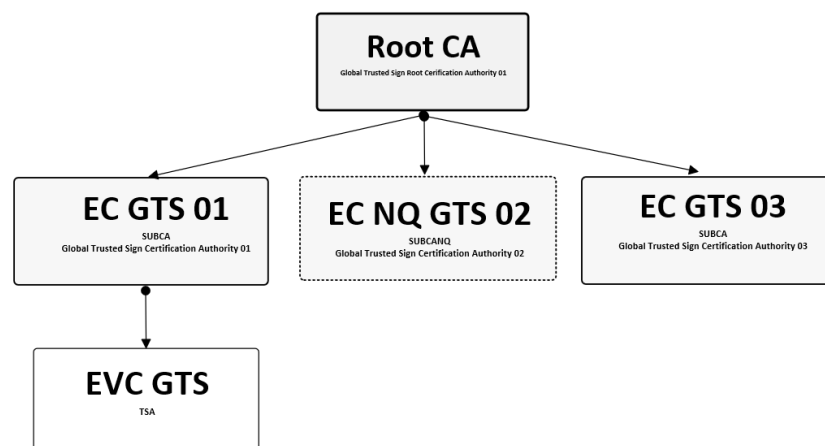 Root CA
Global Trusted Sign Root Cerification Authority 01
EC GTS 01
SUBCA
Global Trusted Sign Certification Authority 01
EC NQ GTS 02
SUBCANQ
Global Trusted Sign Certification Authority 02
EC GTS 03
SUBCA
Global Trusted Sign Certification Authority 03
EVC GTS
TSA